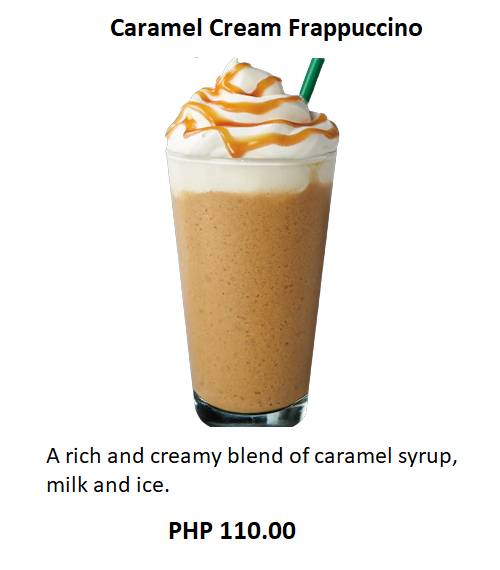 Caramel Cream Frappuccino
A rich and creamy blend of caramel syrup,
milk and ice.
PHP 110.00